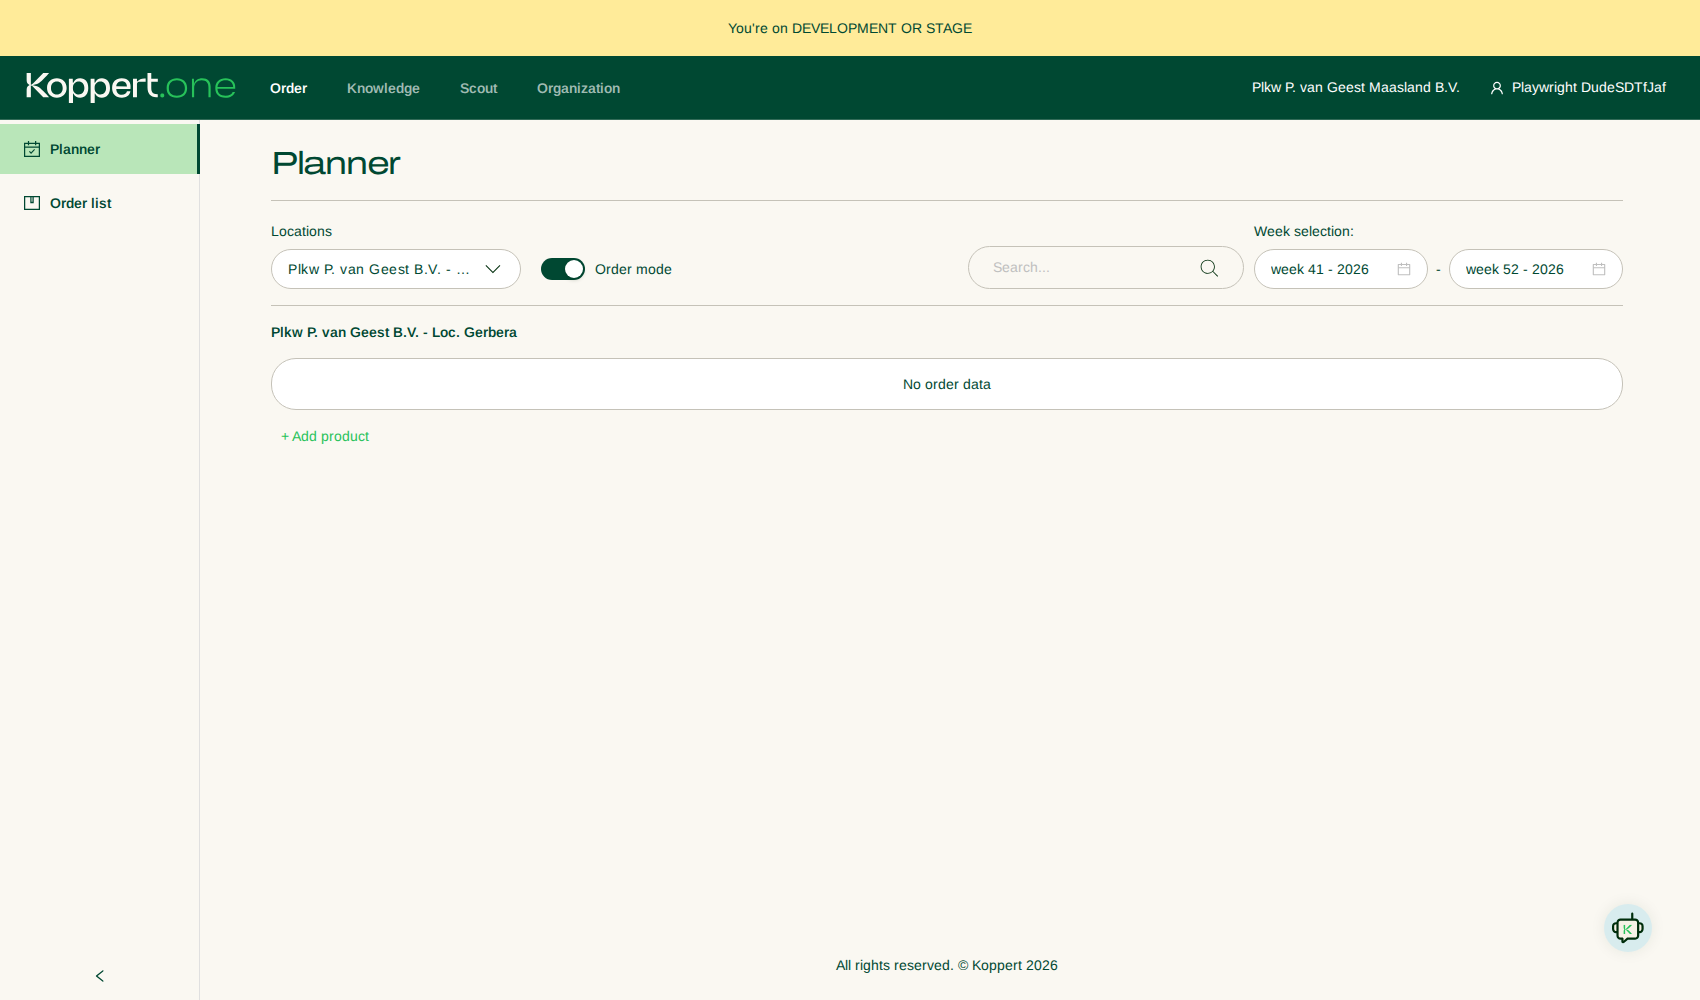 You're on DEVELOPMENT OR STAGE
Koppert.one
Order
Knowledge
Scout
Organization
Plkw P. van Geest Maasland B.V.
Playwright DudeSDTfJaf
Planner
Order list
Planner
Locations
Plkw P. van Geest B.V. - ...
Order mode
Search...
Week selection:
week 41 - 2026
-
week 52 - 2026
Plkw P. van Geest B.V. - Loc. Gerbera
No order data
+ Add product
All rights reserved. © Koppert 2026